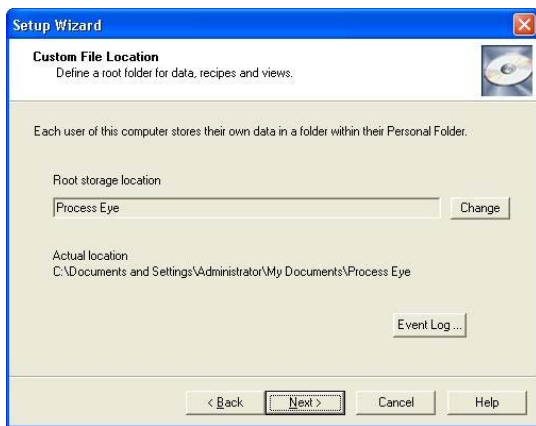 Setup Wizard
Custom File Location
Define a root folder for data, recipes and views.
Each user of this computer stores their own data in a folder within their Personal Folder.
Root storage location
Process Eye
Change
Actual location
C:\Documents and Settings\Administrator\My Documents\Process Eye
Event Log ...
< Back
Next >
Cancel
Help